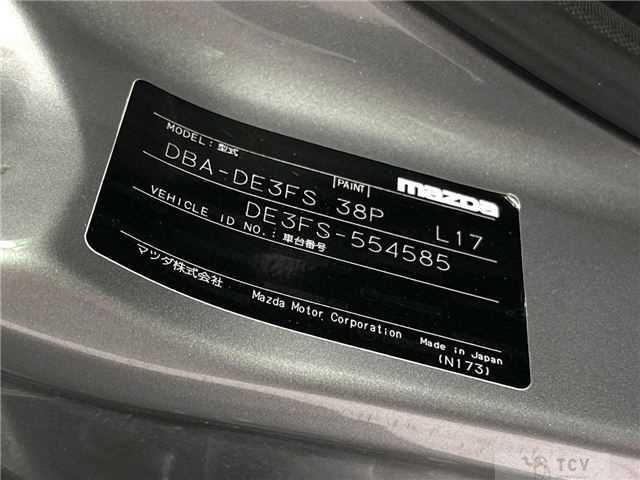 MODEL:型式
PAINT
mazda
DBA-DE3FS 38P L17
VEHICLE ID NO.:車台番号
DE3FS-554585
マツダ株式会社
Mazda Motor Corporation
Made in Japan
(N173)
TCV